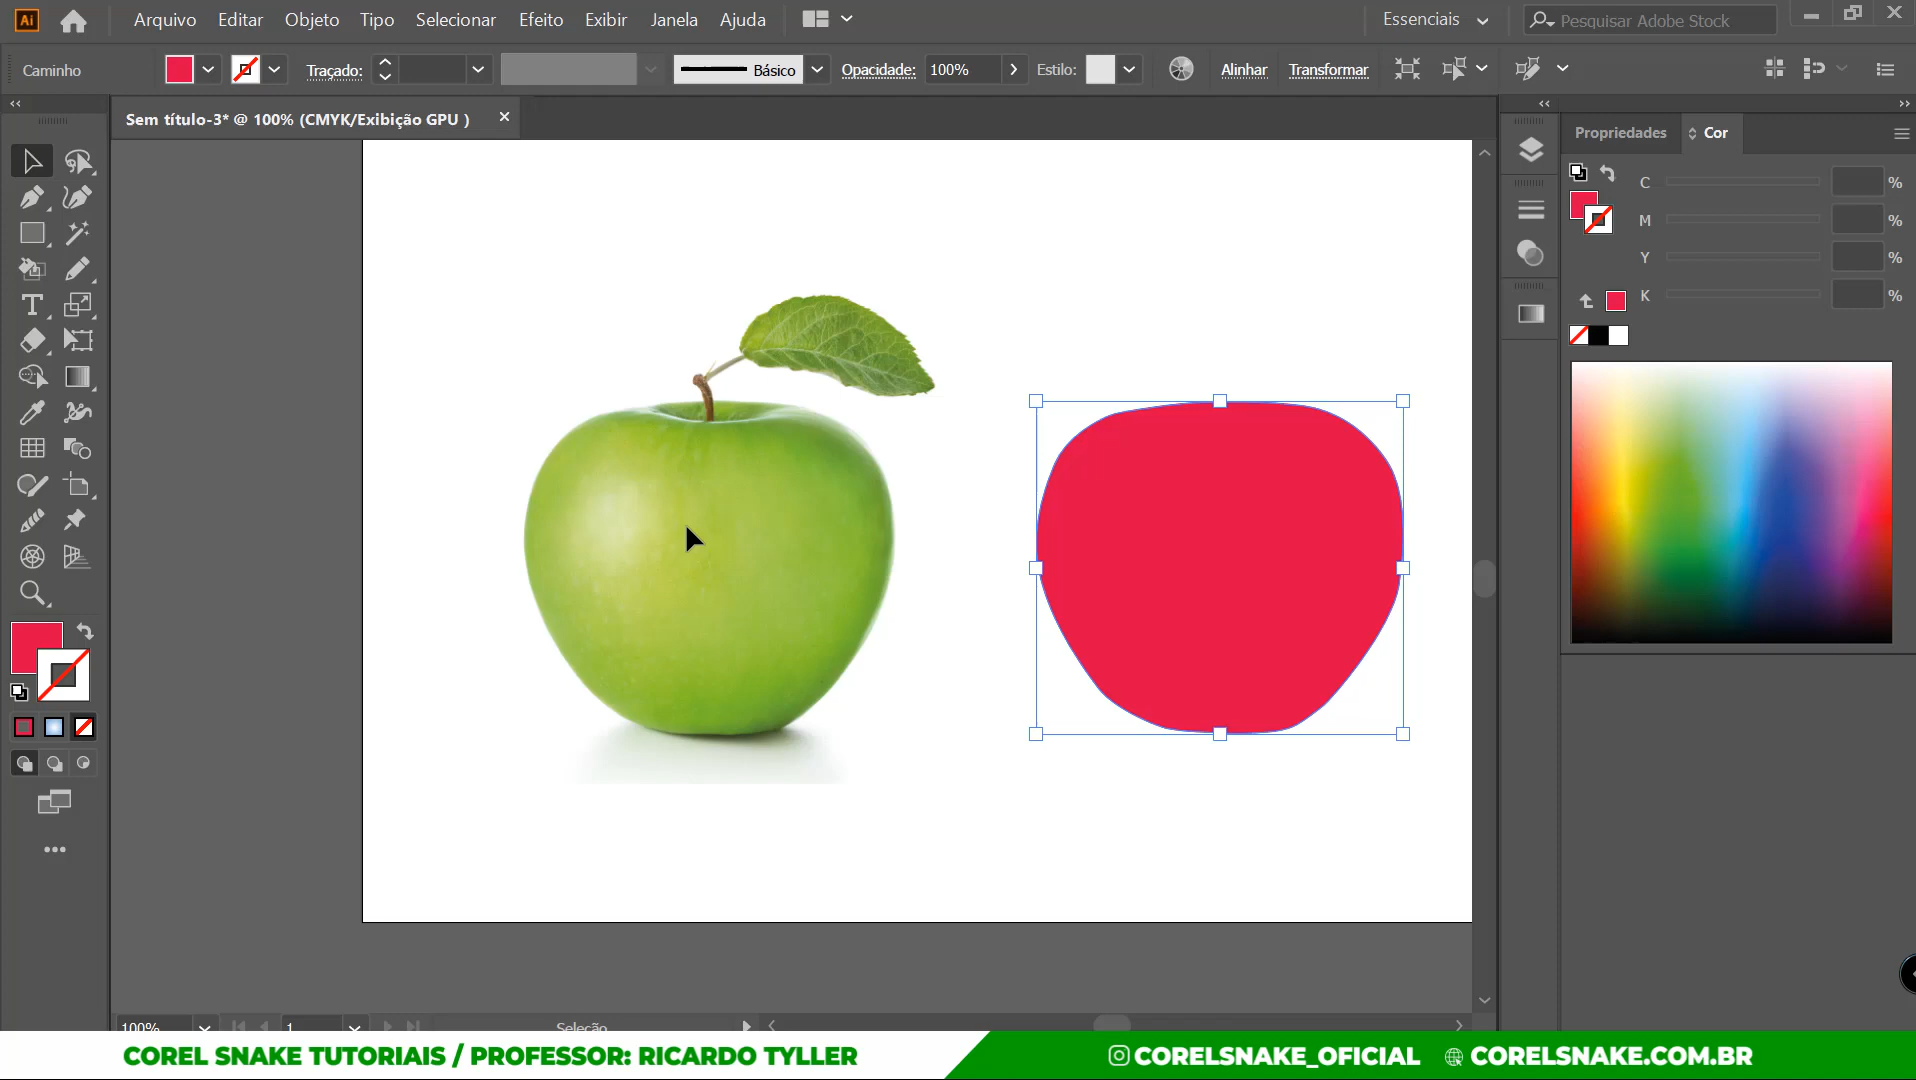 Ai Arquivo Editar Objeto Tipo Selecionar Efeito Exibir Janela Ajuda Essenciais Pesquisar Adobe Stock
Caminho Traçado: Básico Opacidade: 100% Estilo: Alinhar Transformar
Sem título-3* @ 100% (CMYK/Exibição GPU )
Propriedades Cor
C %
M %
Y %
K %
100% 1 Seleção
COREL SNAKE TUTORIAIS / PROFESSOR: RICARDO TYLLER CORELSNAKE_OFICIAL CORELSNAKE.COM.BR